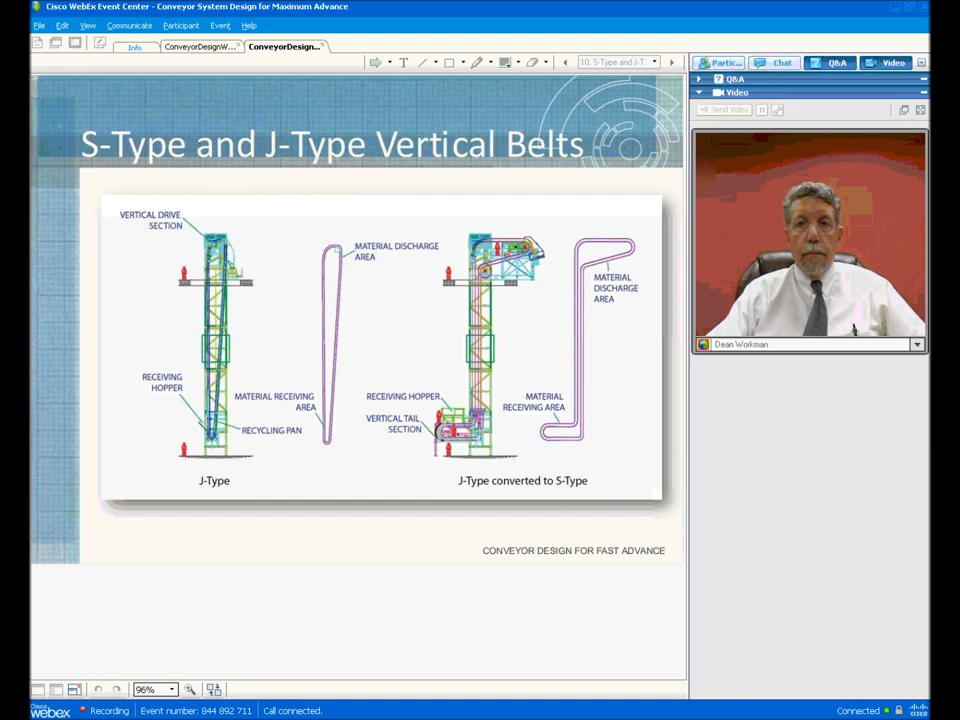 Cisco WebEx Event Center - Conveyor System Design for Maximum Advance
File Edit View Communicate Participant Event Help
Info
ConveyorDesignW...
ConveyorDesign...
T
10. S-Type and J-T
Partic...
Chat
Q&A
Video
Q&A
Video
Send Video
S-Type and J-Type Vertical Belts
VERTICAL DRIVE
SECTION
MATERIAL DISCHARGE
AREA
MATERIAL
DISCHARGE
AREA
RECEIVING
HOPPER
MATERIAL RECEIVING
AREA
RECYCLING PAN
RECEIVING HOPPER
VERTICAL TAIL
SECTION
MATERIAL
RECEIVING AREA
J-Type
J-Type converted to S-Type
CONVEYOR DESIGN FOR FAST ADVANCE
Dean Workman
96%
Cisco
webex
Recording
Event number: 844 892 711
Call connected.
Connected
CISCO